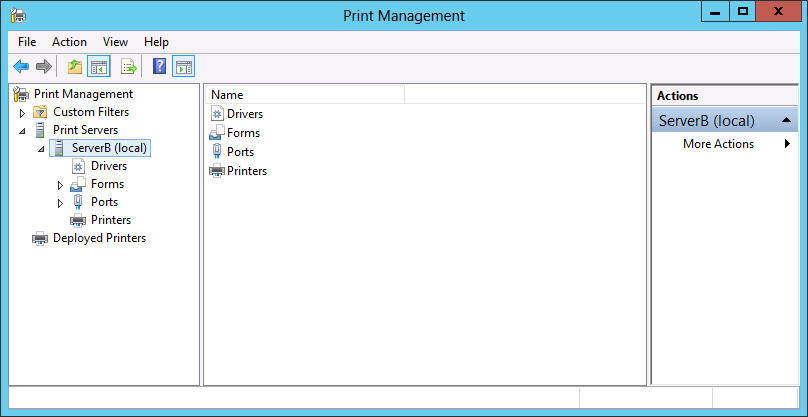 Print Management
File Action View Help
Print Management
Custom Filters
Print Servers
ServerB (local)
Drivers
Forms
Ports
Printers
Deployed Printers
Name
Drivers
Forms
Ports
Printers
Actions
ServerB (local)
More Actions